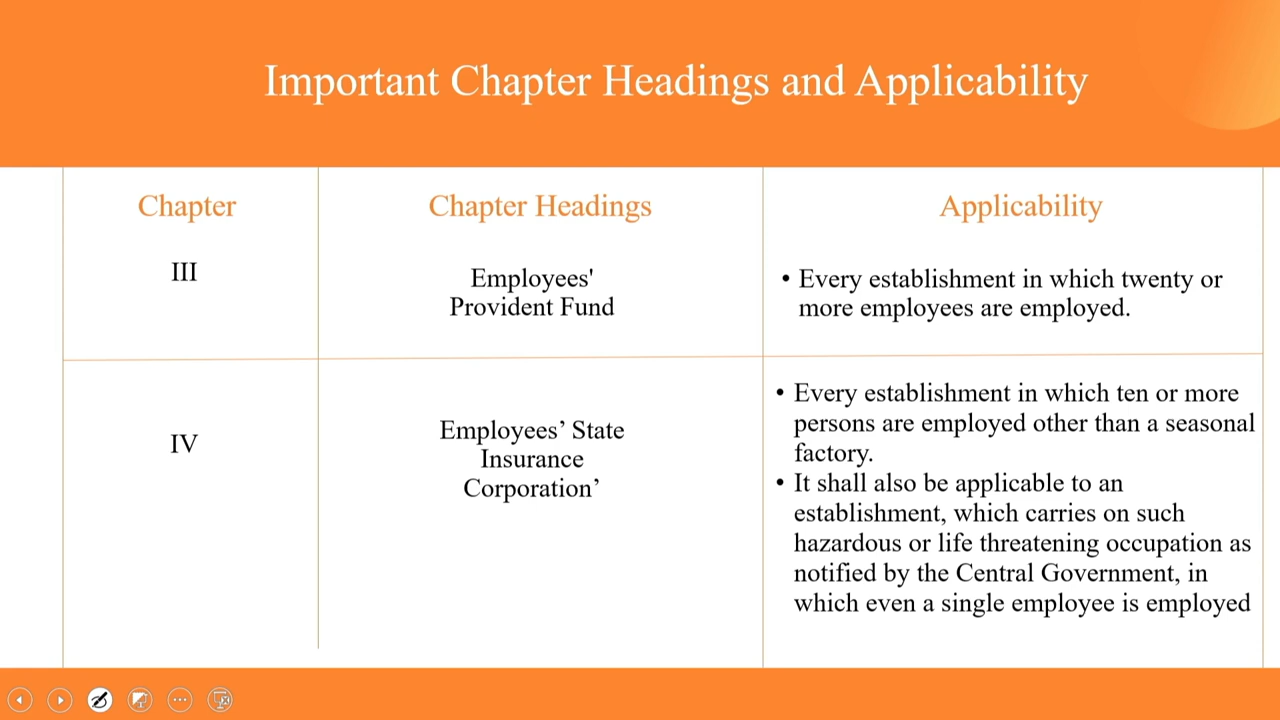 Important Chapter Headings and Applicability
Chapter
Chapter Headings
Applicability
III
Employees'
Provident Fund
• Every establishment in which twenty or
more employees are employed.
IV
Employees’ State
Insurance
Corporation’
• Every establishment in which ten or more
persons are employed other than a seasonal
factory.
• It shall also be applicable to an
establishment, which carries on such
hazardous or life threatening occupation as
notified by the Central Government, in
which even a single employee is employed